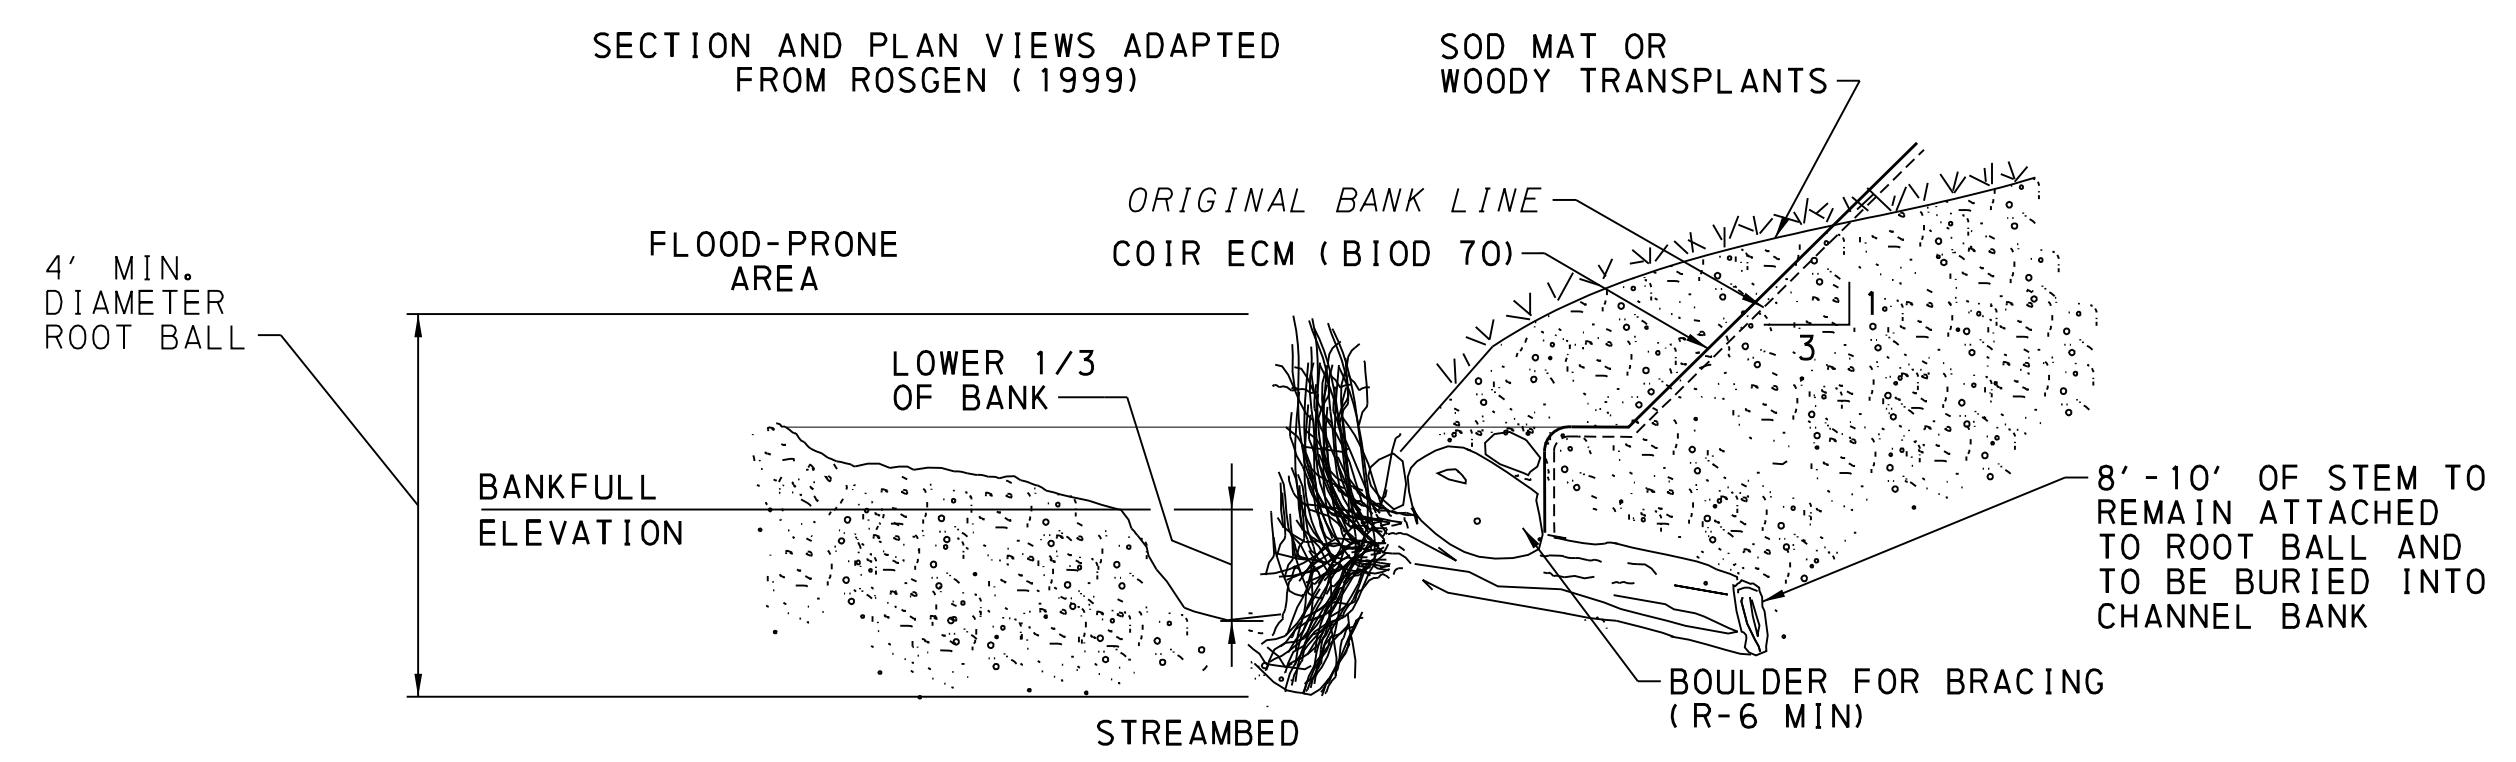 SECTION AND PLAN VIEWS ADAPTED
FROM ROSGEN (1999)
SOD MAT OR
WOODY TRANSPLANTS
ORIGINAL BANK LINE
COIR ECM (BIOD 70)
FLOOD-PRONE
AREA
4' MIN.
DIAMETER
ROOT BALL
1
3
LOWER 1/3
OF BANK
BANKFULL
ELEVATION
8' -10' OF STEM TO
REMAIN ATTACHED
TO ROOT BALL AND
TO BE BURIED INTO
CHANNEL BANK
BOULDER FOR BRACING
(R-6 MIN)
STREAMBED